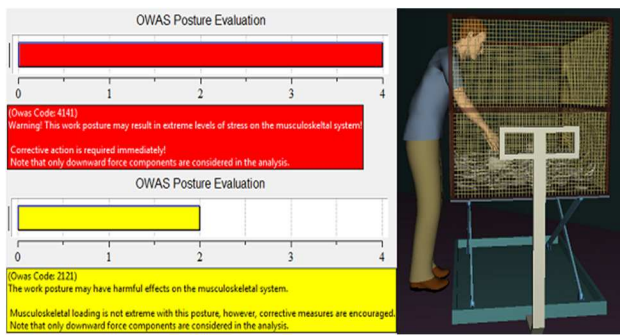 OWAS Posture Evaluation
0 1 2 3 4
(Owas Code: 4141)
Warning! This work posture may result in extreme levels of stress on the musculoskeltal system!
Corrective action is required immediately!
Note that only downward force components are considered in the analysis.
OWAS Posture Evaluation
0 1 2 3 4
(Owas Code: 2121)
The work posture may have harmful effects on the musculoskeletal system.
Musculoskeletal loading is not extreme with this posture, however, corrective measures are encouraged.
Note that only downward force components are considered in the analysis.